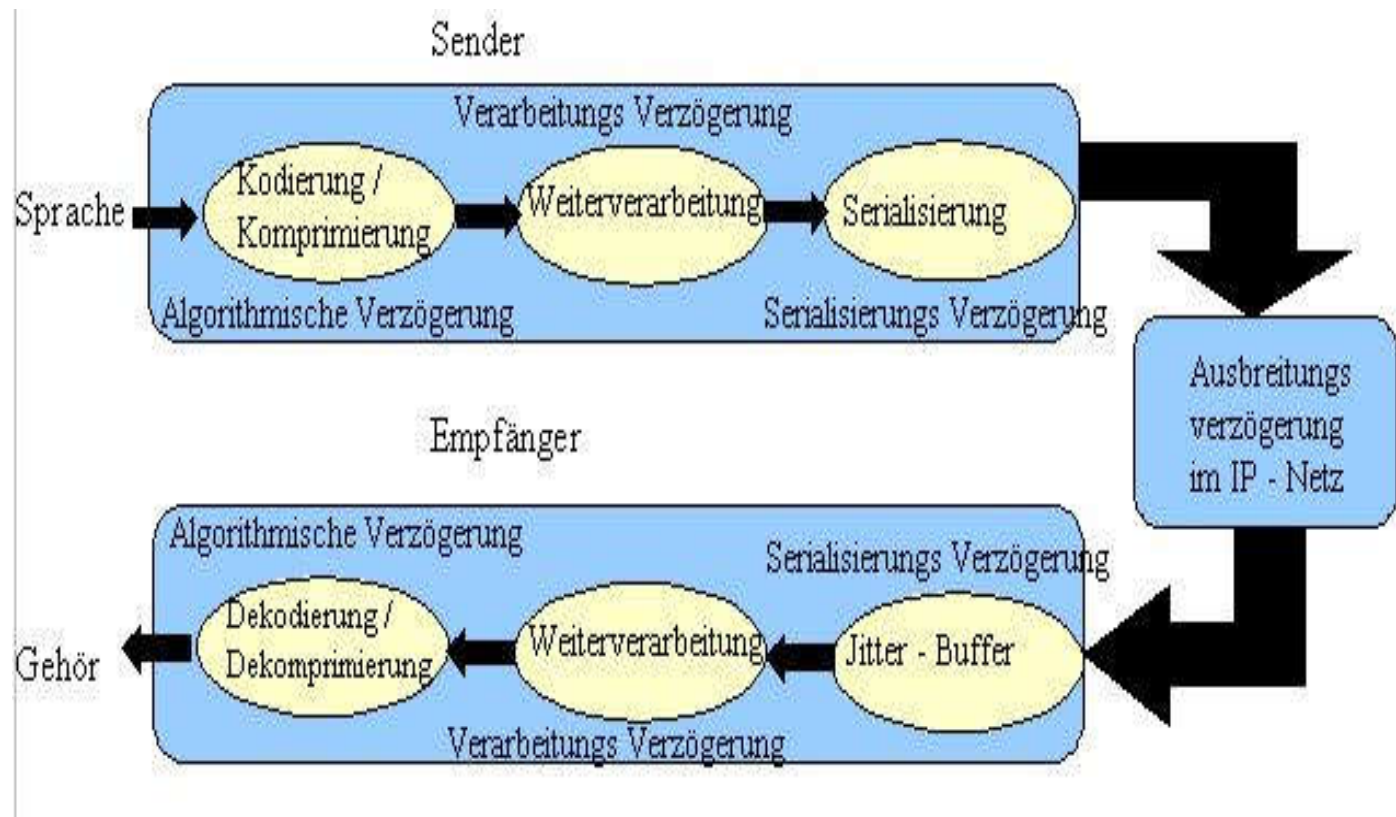 Sender
Verarbeitungs Verzögerung
Sprache
Kodierung /
Komprimierung
Weiterverarbeitung
Serialisierung
Algorithmische Verzögerung
Serialisierungs Verzögerung
Ausbreitungs
verzögerung
im IP - Netz
Empfänger
Algorithmische Verzögerung
Serialisierungs Verzögerung
Gehör
Dekodierung /
Dekomprimierung
Weiterverarbeitung
Jitter - Buffer
Verarbeitungs Verzögerung